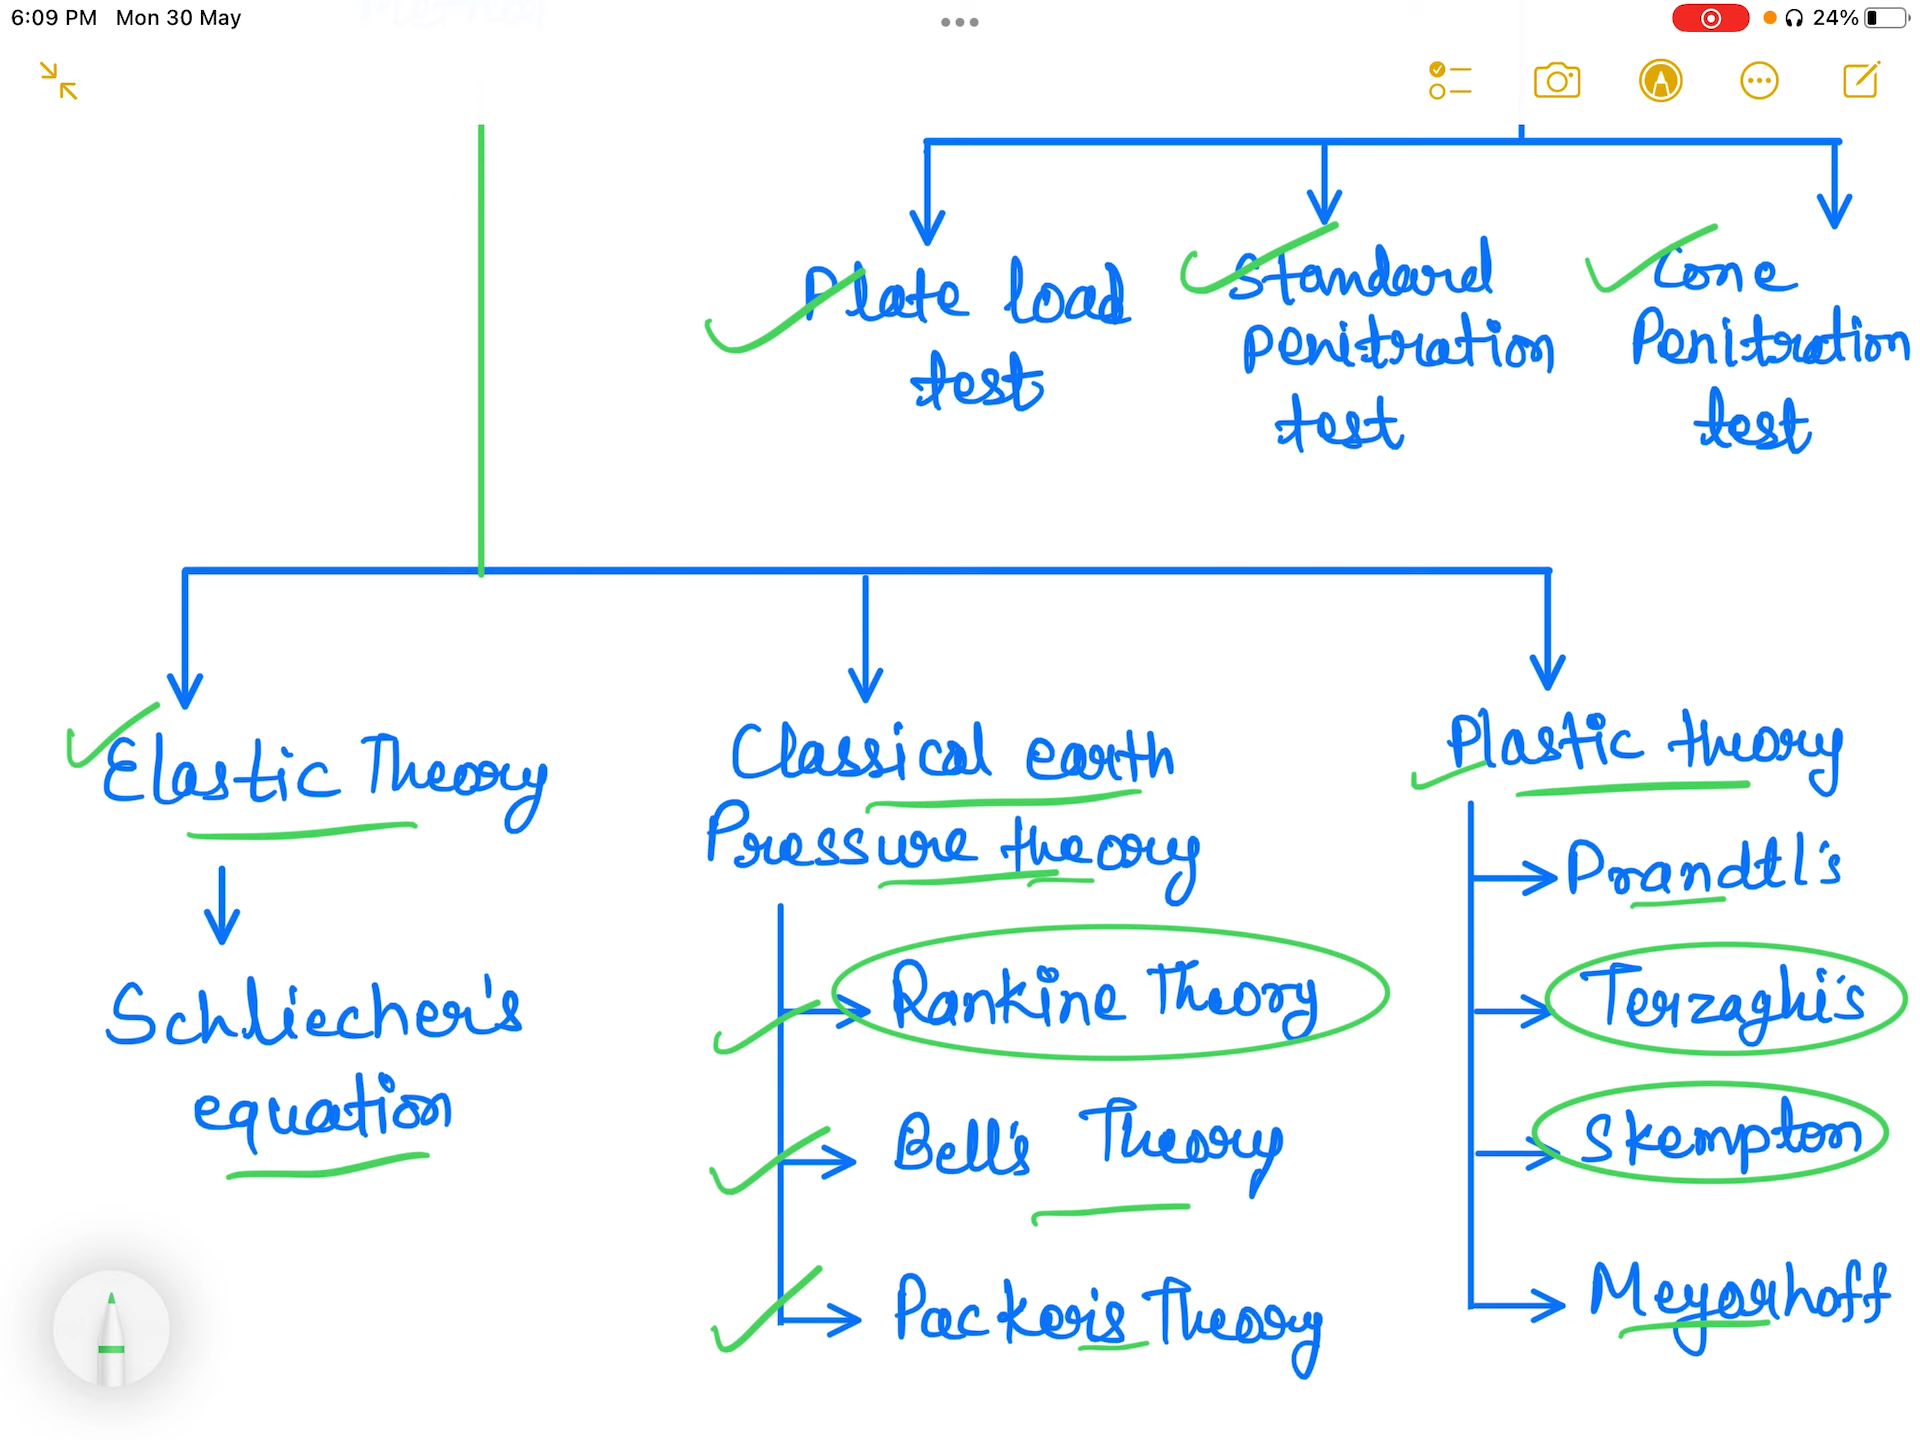 6:09 PM Mon 30 May
24%
Plate load
test
Standard
penitration
test
Cone
Penitration
test
Elastic Theory
Schliecher's
equation
Classical earth
Pressure theory
Rankine Theory
Bell's Theory
Packer's Theory
Plastic theory
Prandtl's
Terzaghi's
Skempton
Meyerhoff